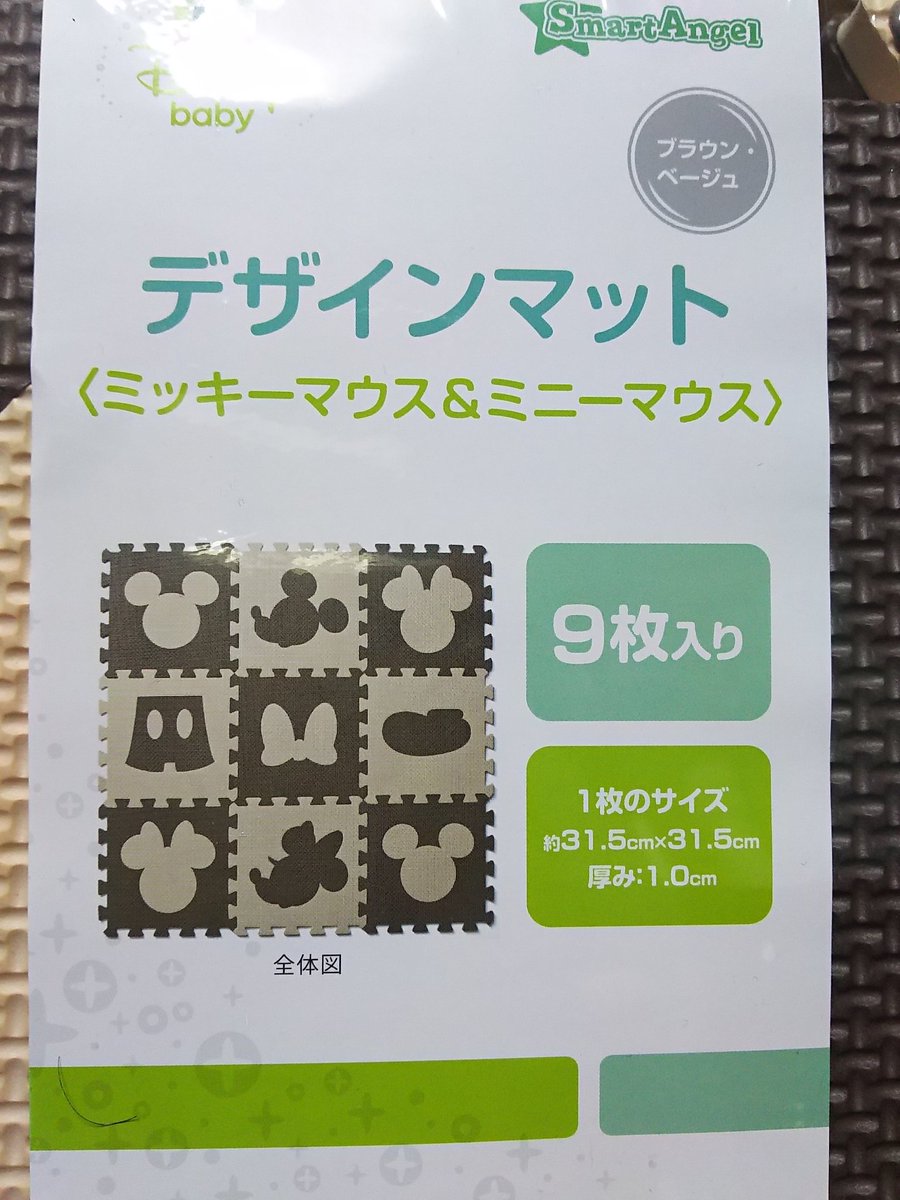 SmartAngel
baby
ブラウン・
ベージュ
デザインマット
〈ミッキーマウス&ミニーマウス〉
9枚入り
1枚のサイズ
約31.5cm×31.5cm
厚み:1.0cm
全体図